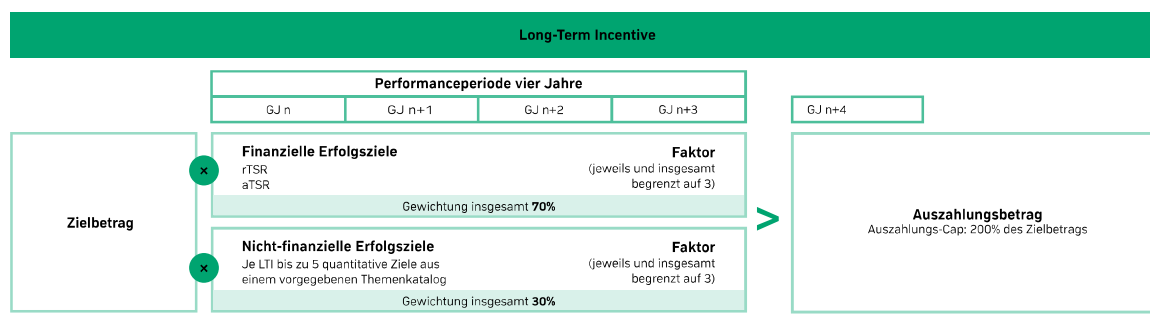 Long-Term Incentive
Performanceperiode vier Jahre
GJ n
GJ n+1
GJ n+2
GJ n+3
GJ n+4
Zielbetrag
×
Finanzielle Erfolgsziele
rTSR
aTSR
Faktor
(jeweils und insgesamt
begrenzt auf 3)
Gewichtung insgesamt 70%
×
Nicht-finanzielle Erfolgsziele
Je LTI bis zu 5 quantitative Ziele aus
einem vorgegebenen Themenkatalog
Faktor
(jeweils und insgesamt
begrenzt auf 3)
Gewichtung insgesamt 30%
>
Auszahlungsbetrag
Auszahlungs-Cap: 200% des Zielbetrags